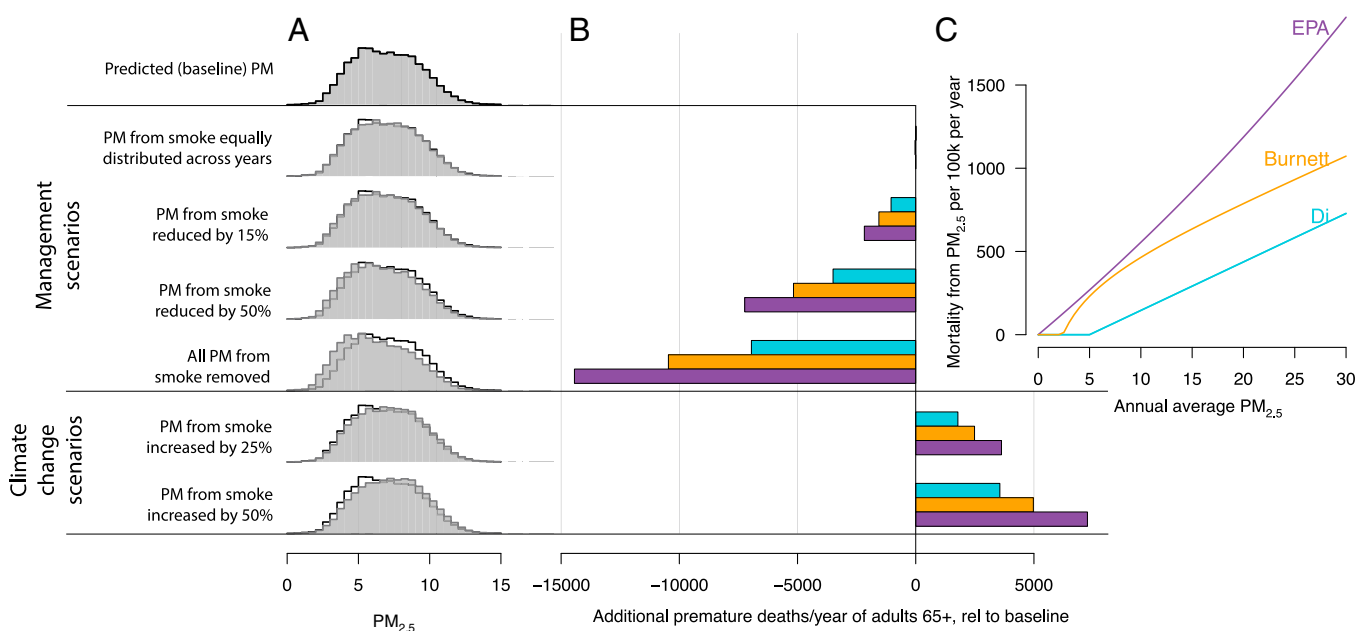 A
B
C
Predicted (baseline) PM
Management
scenarios
PM from smoke equally
distributed across years
PM from smoke
reduced by 15%
PM from smoke
reduced by 50%
All PM from
smoke removed
Climate
change
scenarios
PM from smoke
increased by 25%
PM from smoke
increased by 50%
0 5 10 15
PM2.5
−15000 −10000 −5000 0 5000
Additional premature deaths/year of adults 65+, rel to baseline
Mortality from PM2.5 per 100k per year
1500
1000
500
0
EPA
Burnett
Di
0 5 10 15 20 25 30
Annual average PM2.5